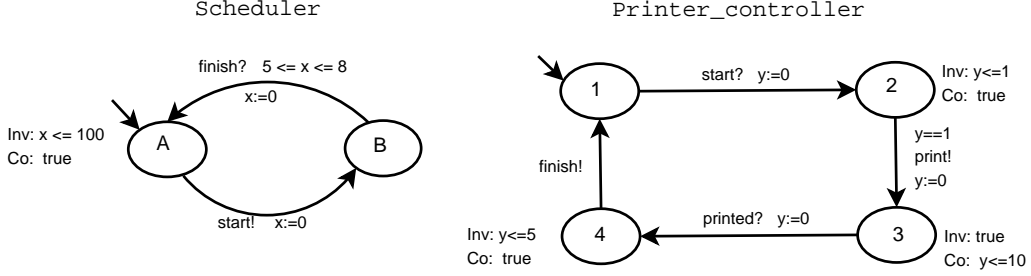 Scheduler
finish? 5 <= x <= 8
x:=0
Inv: x <= 100
Co: true
A
B
start! x:=0
Printer_controller
1
start? y:=0
2
Inv: y<=1
Co: true
y==1
print!
y:=0
finish!
Inv: y<=5
Co: true
4
printed? y:=0
3
Inv: true
Co: y<=10